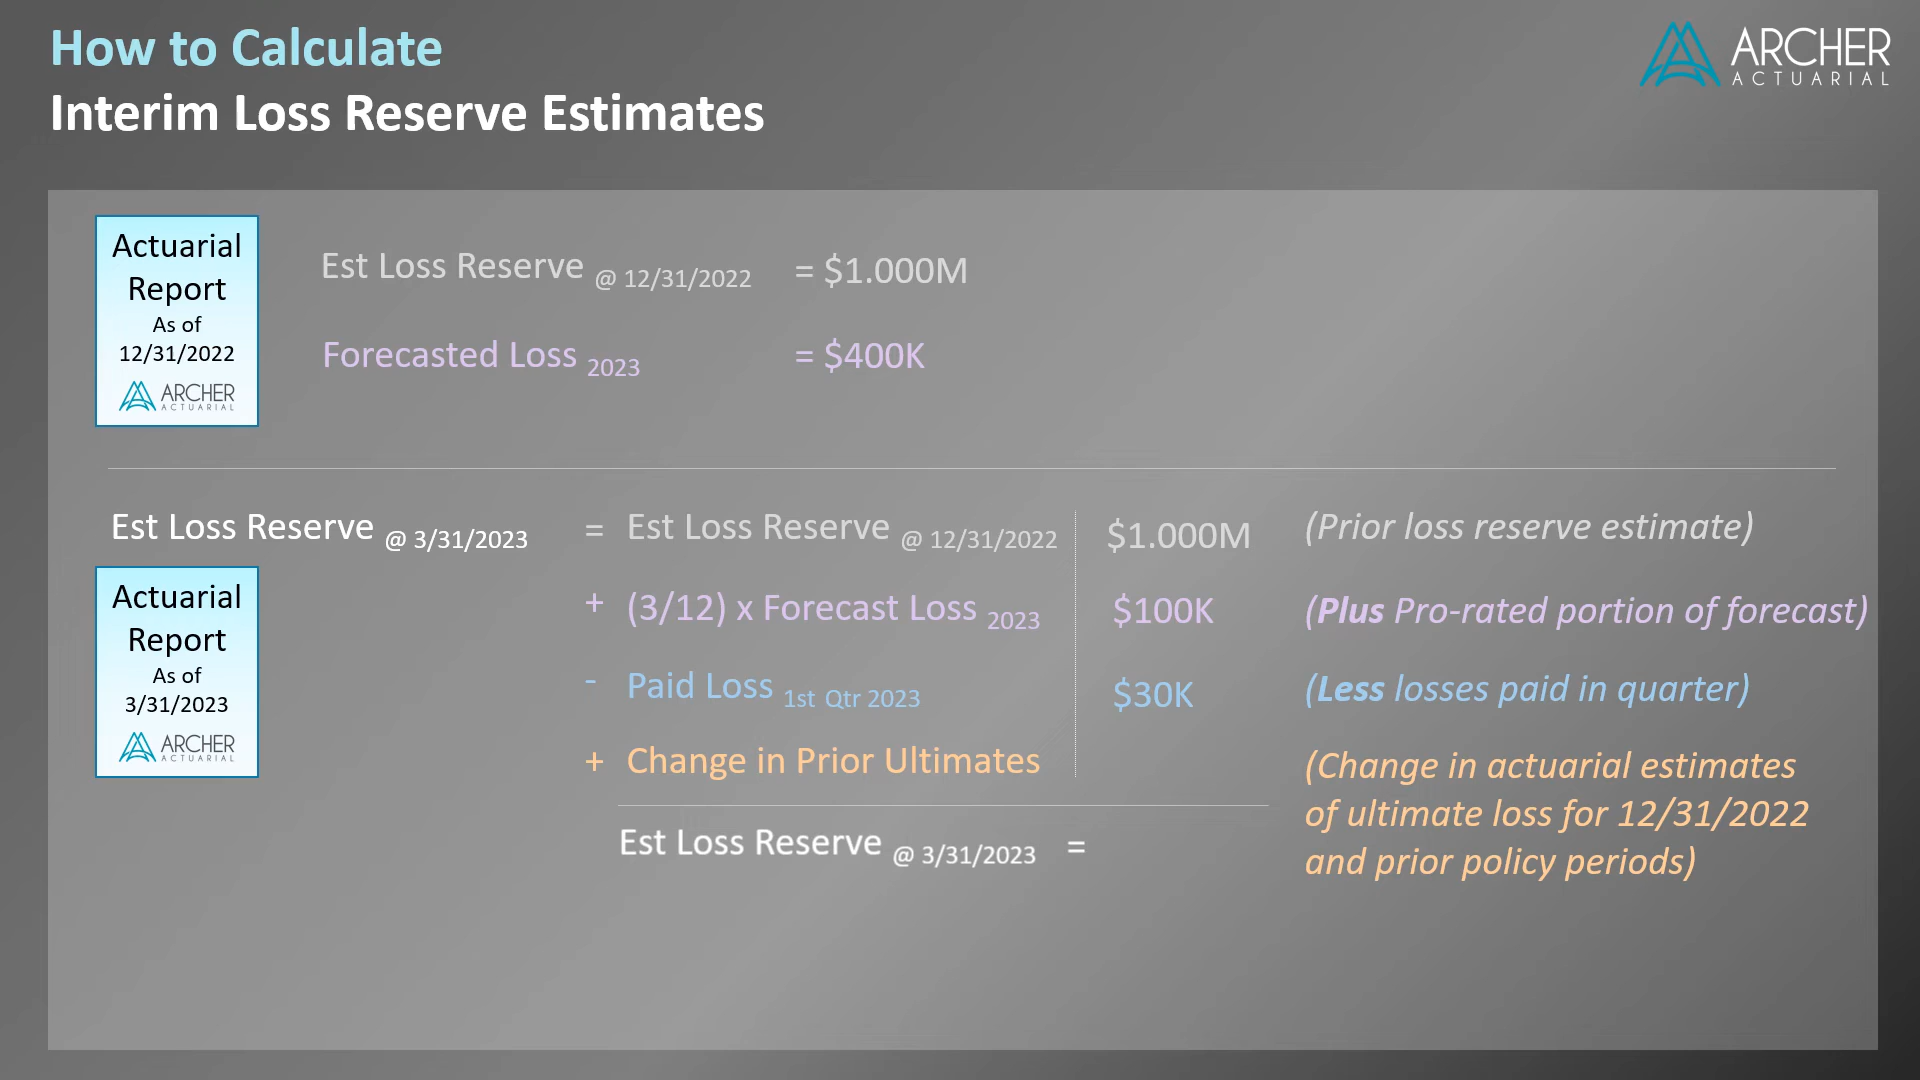 How to Calculate
Interim Loss Reserve Estimates
ARCHER
ACTUARIAL
Actuarial
Report
As of
12/31/2022
ARCHER
ACTUARIAL
Est Loss Reserve @ 12/31/2022 = $1.000M
Forecasted Loss 2023 = $400K
Est Loss Reserve @ 3/31/2023 = Est Loss Reserve @ 12/31/2022 $1.000M (Prior loss reserve estimate)
Actuarial
Report
As of
3/31/2023
ARCHER
ACTUARIAL
+ (3/12) x Forecast Loss 2023 $100K (Plus Pro-rated portion of forecast)
- Paid Loss 1st Qtr 2023 $30K (Less losses paid in quarter)
+ Change in Prior Ultimates
(Change in actuarial estimates
of ultimate loss for 12/31/2022
and prior policy periods)
Est Loss Reserve @ 3/31/2023 =